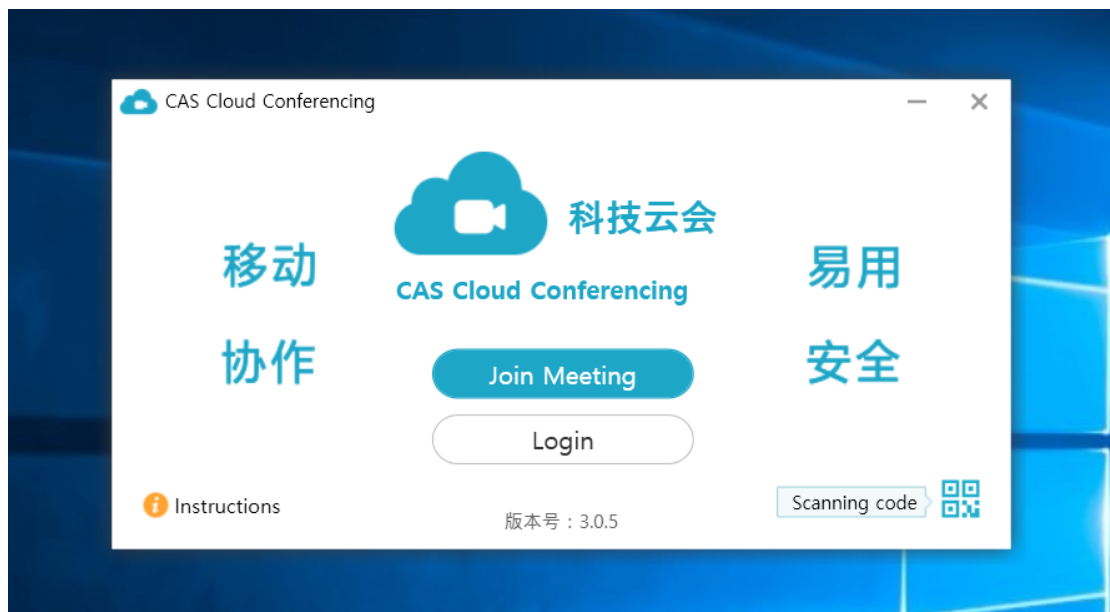 CAS Cloud Conferencing
科技云会
移动
易用
CAS Cloud Conferencing
协作
安全
Join Meeting
Login
Instructions
Scanning code
版本号：3.0.5